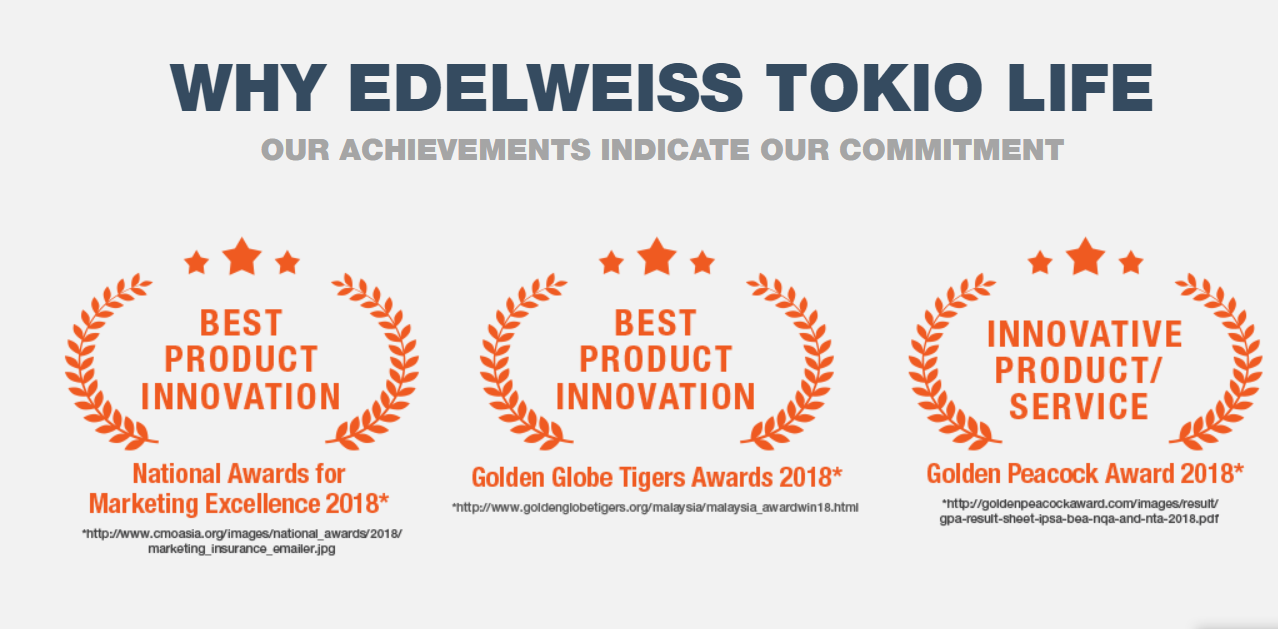 WHY EDELWEISS TOKIO LIFE
OUR ACHIEVEMENTS INDICATE OUR COMMITMENT
BEST
PRODUCT
INNOVATION
National Awards for
Marketing Excellence 2018*
*http://www.cmoasia.org/images/national_awards/2018/
marketing_insurance_emailer.jpg
BEST
PRODUCT
INNOVATION
Golden Globe Tigers Awards 2018*
*http://www.goldenglobetigers.org/malaysia/malaysia_awardwin18.html
INNOVATIVE
PRODUCT/
SERVICE
Golden Peacock Award 2018*
*http://goldenpeacockaward.com/images/result/
gpa-result-sheet-ipsa-bea-nqa-and-nta-2018.pdf